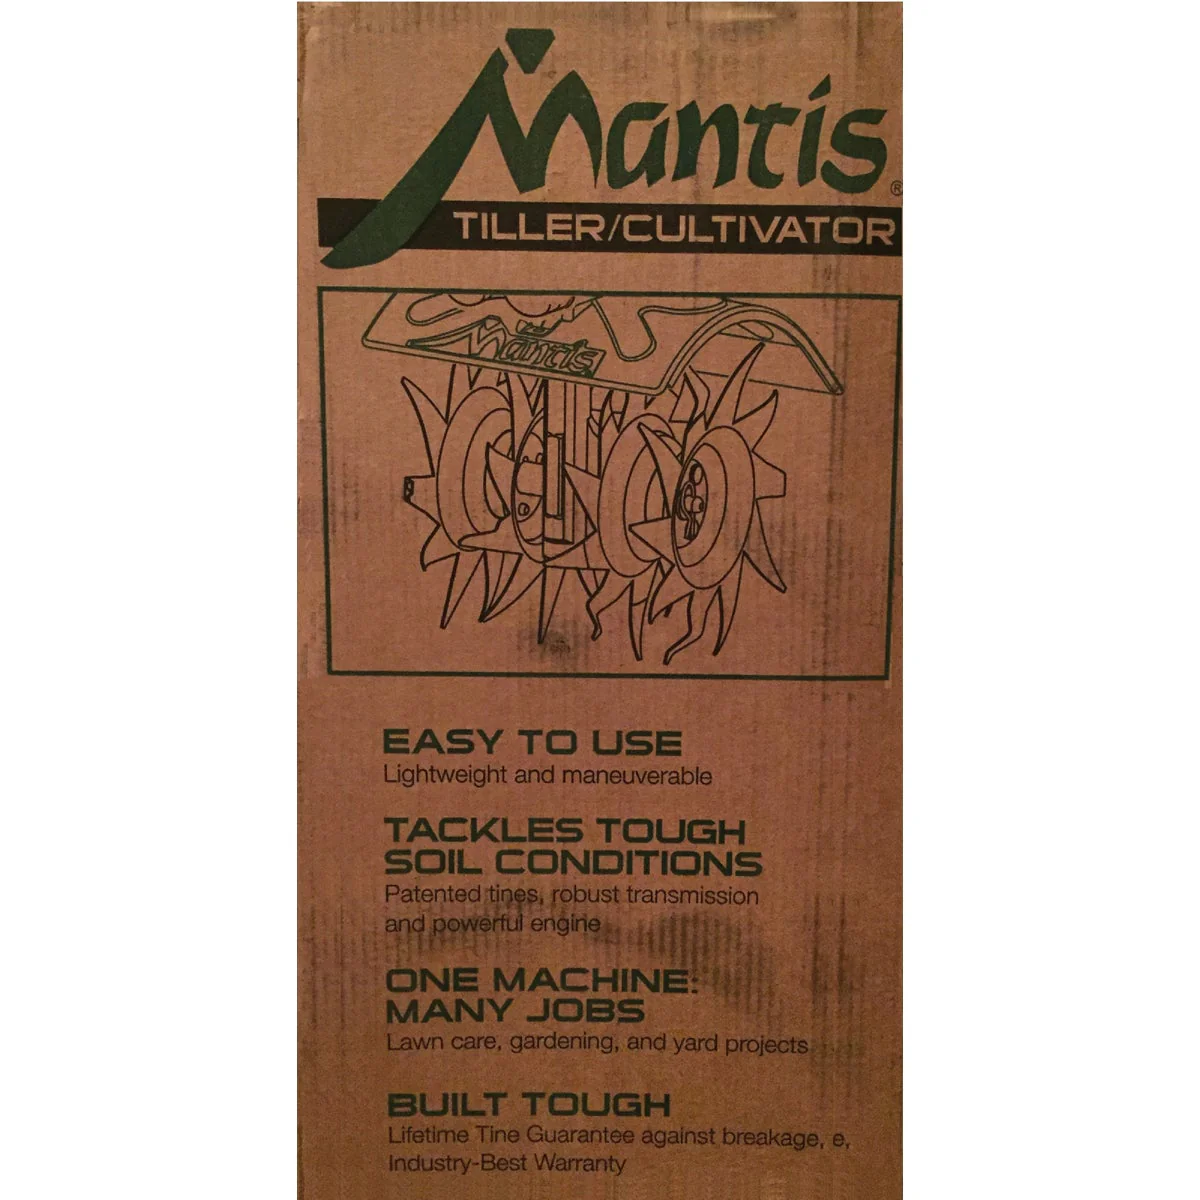 Mantis®
TILLER/CULTIVATOR
Mantis
EASY TO USE
Lightweight and maneuverable
TACKLES TOUGH
SOIL CONDITIONS
Patented tines, robust transmission
and powerful engine
ONE MACHINE:
MANY JOBS
Lawn care, gardening, and yard projects
BUILT TOUGH
Lifetime Tine Guarantee against breakage, e,
Industry-Best Warranty